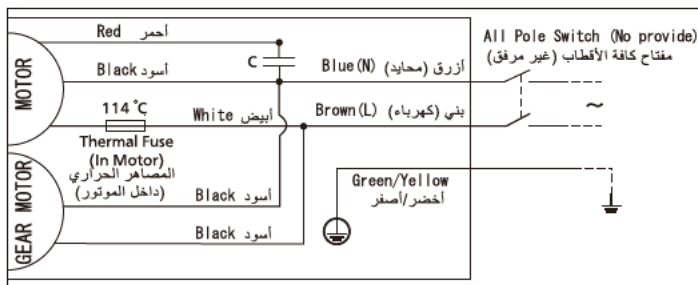 Red أحمر
All Pole Switch (No provide)
مفتاح كافة الأقطاب (غير مرفق)
C
Blue(N) أزرق (محايد)
Black أسود
MOTOR
114℃
White أبيض
Brown(L) بني (كهرباء)
~
Thermal Fuse
(In Motor)
المصاهر الحراري
(داخل الموتور)
Black أسود
Green/Yellow
أخضر/أصفر
GEAR MOTOR
Black أسود